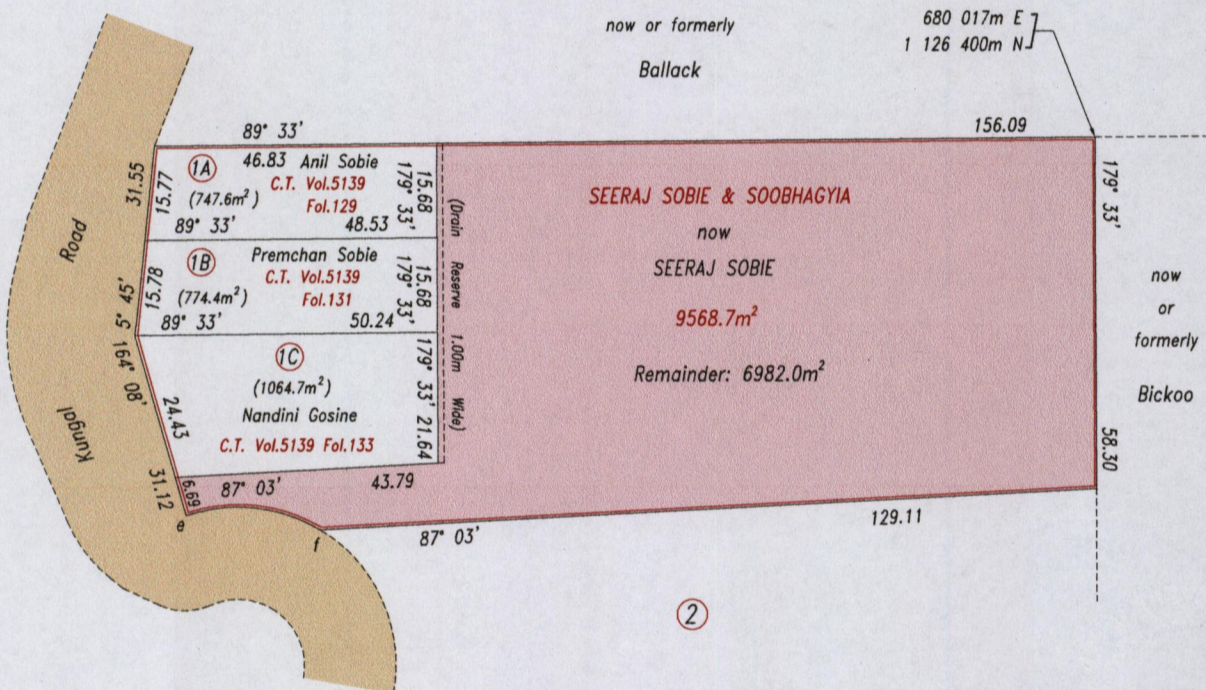 now or formerly
Ballack
680 017m E
1 126 400m N
89° 33'
156.09
31.55
15.77
1A
46.83 Anil Sobie
C.T. Vol.5139
Fol.129
(747.6m²)
89° 33'
48.53
15.68
179° 33'
Road
5° 45'
15.78
1B
Premchan Sobie
C.T. Vol.5139
Fol.131
(774.4m²)
89° 33'
50.24
15.68
179° 33'
164° 08'
24.43
1C
(1064.7m²)
Nandini Gosine
C.T. Vol.5139 Fol.133
179° 33' 21.64
(Drain Reserve 1.00m Wide)
SEERAJ SOBIE & SOOBHAGYIA
now
SEERAJ SOBIE
9568.7m²
Remainder: 6982.0m²
179° 33'
58.30
now
or
formerly
Bickoo
Kungal
31.12
6.69
87° 03'
43.79
e
f
87° 03'
129.11
2